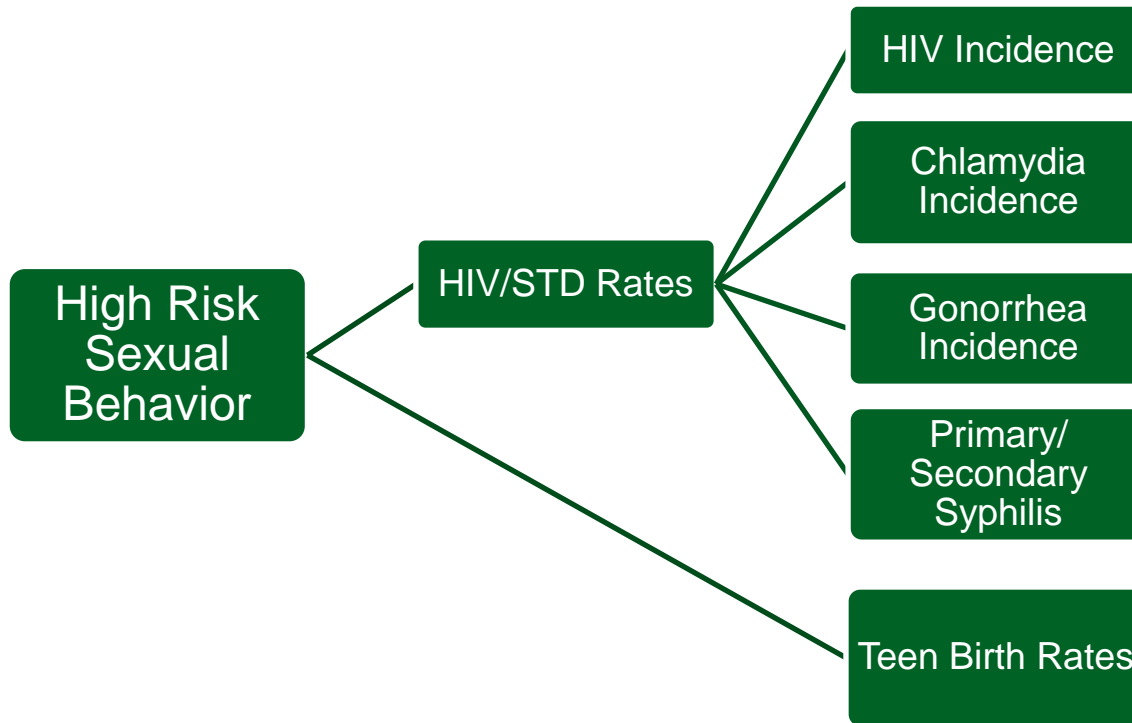 High Risk
Sexual
Behavior
HIV/STD Rates
HIV Incidence
Chlamydia
Incidence
Gonorrhea
Incidence
Primary/
Secondary
Syphilis
Teen Birth Rates